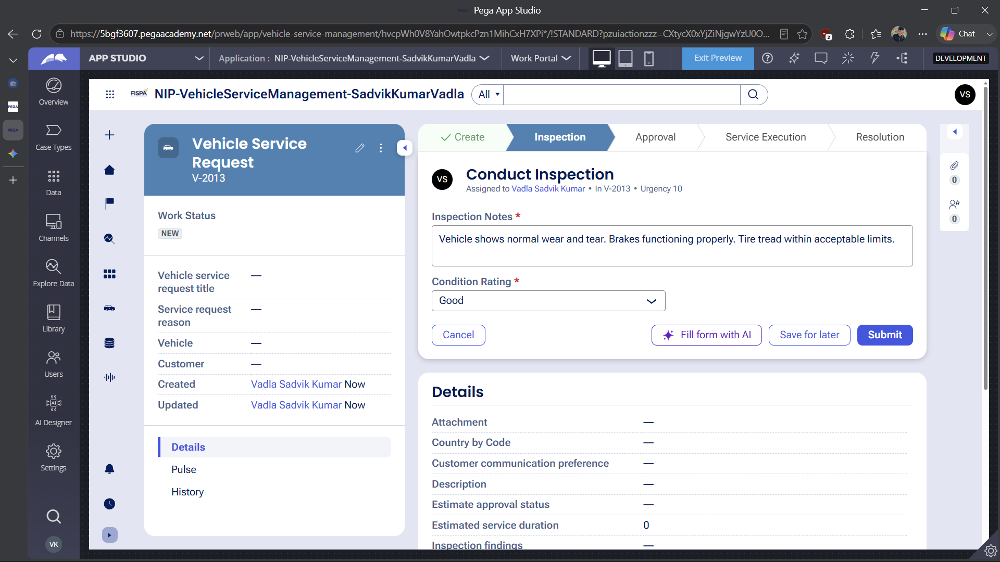 Pega App Studio
https://5bgf3607.pegaacademy.net/prweb/app/vehicle-service-management/hvcpWh0V8YahOwtpkcPzn1MihCxH7XPi*/!STANDARD?pzuiactionzzz=CXtycX0xYjZiNjgwYzU0O...
2
Chat
APP STUDIO
Application : NIP-VehicleServiceManagement-SadvikKumarVadla
Work Portal
Exit Preview
DEVELOPMENT
PEGA
PEGA
Overview
Case Types
Data
Channels
Explore Data
Library
Users
AI
AI Designer
Settings
VK
FISPA
NIP-VehicleServiceManagement-SadvikKumarVadla
All
VS
Vehicle Service
Request
V-2013
Work Status
NEW
Vehicle service
request title
—
Service request
reason
—
Vehicle —
Customer —
Created Vadla Sadvik Kumar Now
Updated Vadla Sadvik Kumar Now
Details
Pulse
History
Create
Inspection
Approval
Service Execution
Resolution
VS
Conduct Inspection
Assigned to Vadla Sadvik Kumar • In V-2013 • Urgency 10
Inspection Notes *
Vehicle shows normal wear and tear. Brakes functioning properly. Tire tread within acceptable limits.
Condition Rating *
Good
Cancel
Fill form with AI
Save for later
Submit
0
0
Details
Attachment —
Country by Code —
Customer communication preference —
Description —
Estimate approval status —
Estimated service duration 0
Inspection findings —